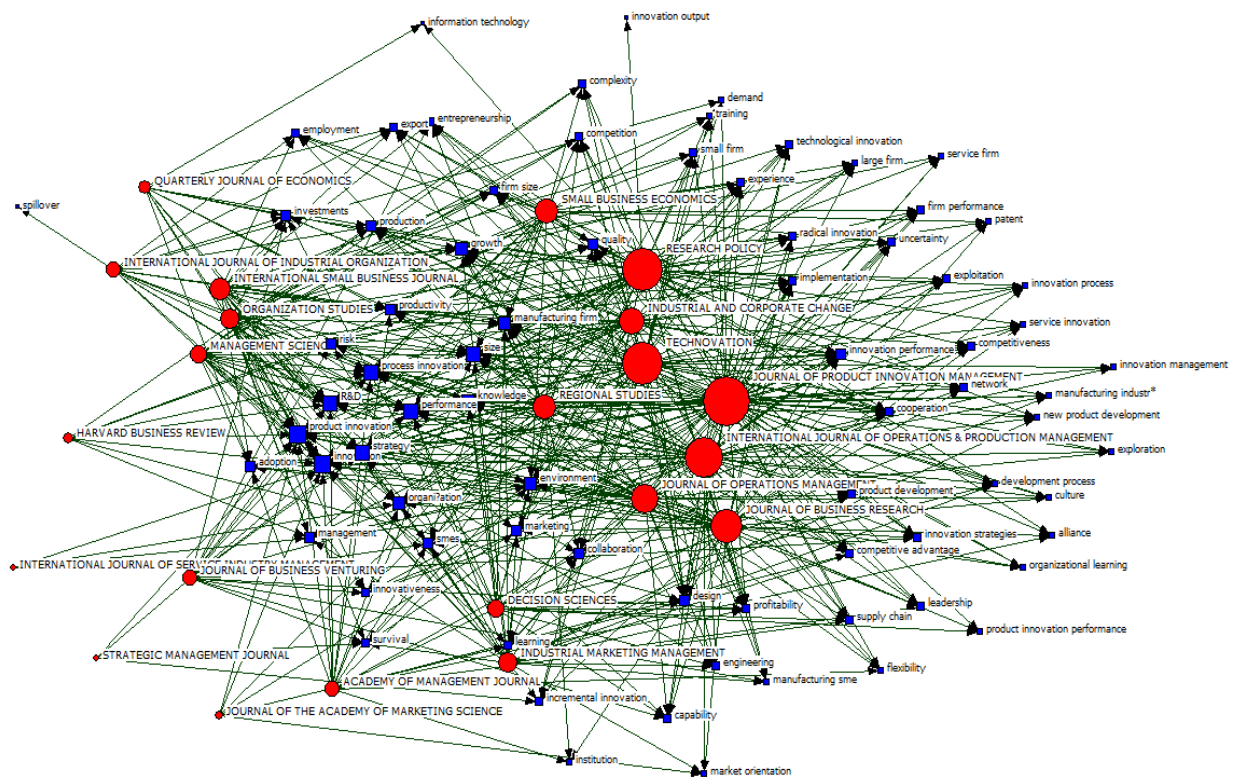 information technology
innovation output
complexity
demand
training
employment
export
entrepreneurship
competition
technological innovation
small firm
large firm
service firm
QUARTERLY JOURNAL OF ECONOMICS
firm size
experience
spillover
SMALL BUSINESS ECONOMICS
investments
production
firm performance
patent
growth
quality
RESEARCH POLICY
radical innovation
uncertainty
INTERNATIONAL JOURNAL OF INDUSTRIAL ORGANIZATION
INTERNATIONAL SMALL BUSINESS JOURNAL
implementation
exploitation
innovation process
ORGANIZATION STUDIES
productivity
manufacturing firm
INDUSTRIAL AND CORPORATE CHANGE
service innovation
MANAGEMENT SCIENCE
risk
size
TECHNOVATION
innovation performance
competitiveness
process innovation
JOURNAL OF PRODUCT INNOVATION MANAGEMENT
innovation management
network
R&D
knowledge
REGIONAL STUDIES
manufacturing industr*
performance
cooperation
new product development
product innovation
HARVARD BUSINESS REVIEW
INTERNATIONAL JOURNAL OF OPERATIONS & PRODUCTION MANAGEMENT
strategy
exploration
adoption
environment
JOURNAL OF OPERATIONS MANAGEMENT
product development
development process
culture
organi?ation
JOURNAL OF BUSINESS RESEARCH
management
marketing
innovation strategies
alliance
smes
collaboration
competitive advantage
INTERNATIONAL JOURNAL OF SERVICE INDUSTRY MANAGEMENT
JOURNAL OF BUSINESS VENTURING
organizational learning
innovativeness
DECISION SCIENCES
design
profitability
leadership
supply chain
product innovation performance
survival
learning
STRATEGIC MANAGEMENT JOURNAL
INDUSTRIAL MARKETING MANAGEMENT
engineering
flexibility
ACADEMY OF MANAGEMENT JOURNAL
manufacturing sme
incremental innovation
JOURNAL OF THE ACADEMY OF MARKETING SCIENCE
capability
institution
market orientation